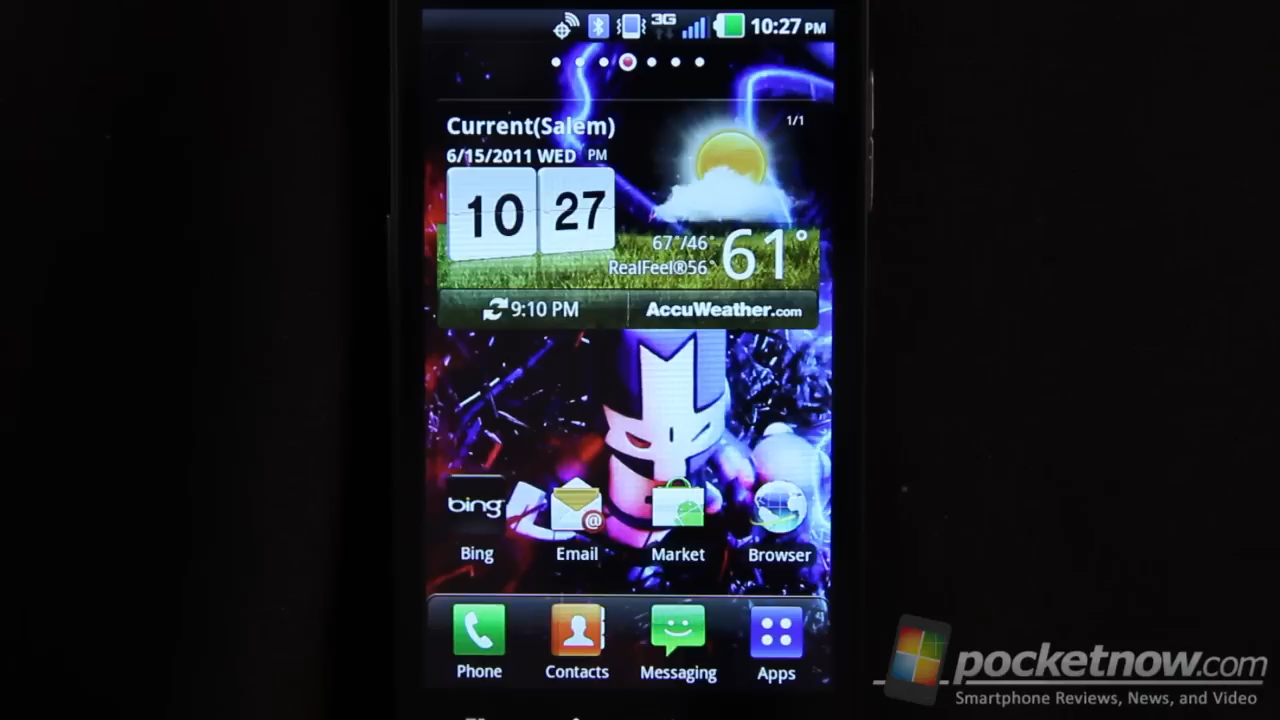 3G 10:27 PM
Current(Salem)
1/1
6/15/2011 WED PM
10 27
67°/46°
61°
RealFeel®56°
9:10 PM
AccuWeather.com
bing
Bing Email Market Browser
Phone Contacts Messaging Apps
pocketnow.com
Smartphone Reviews, News, and Video